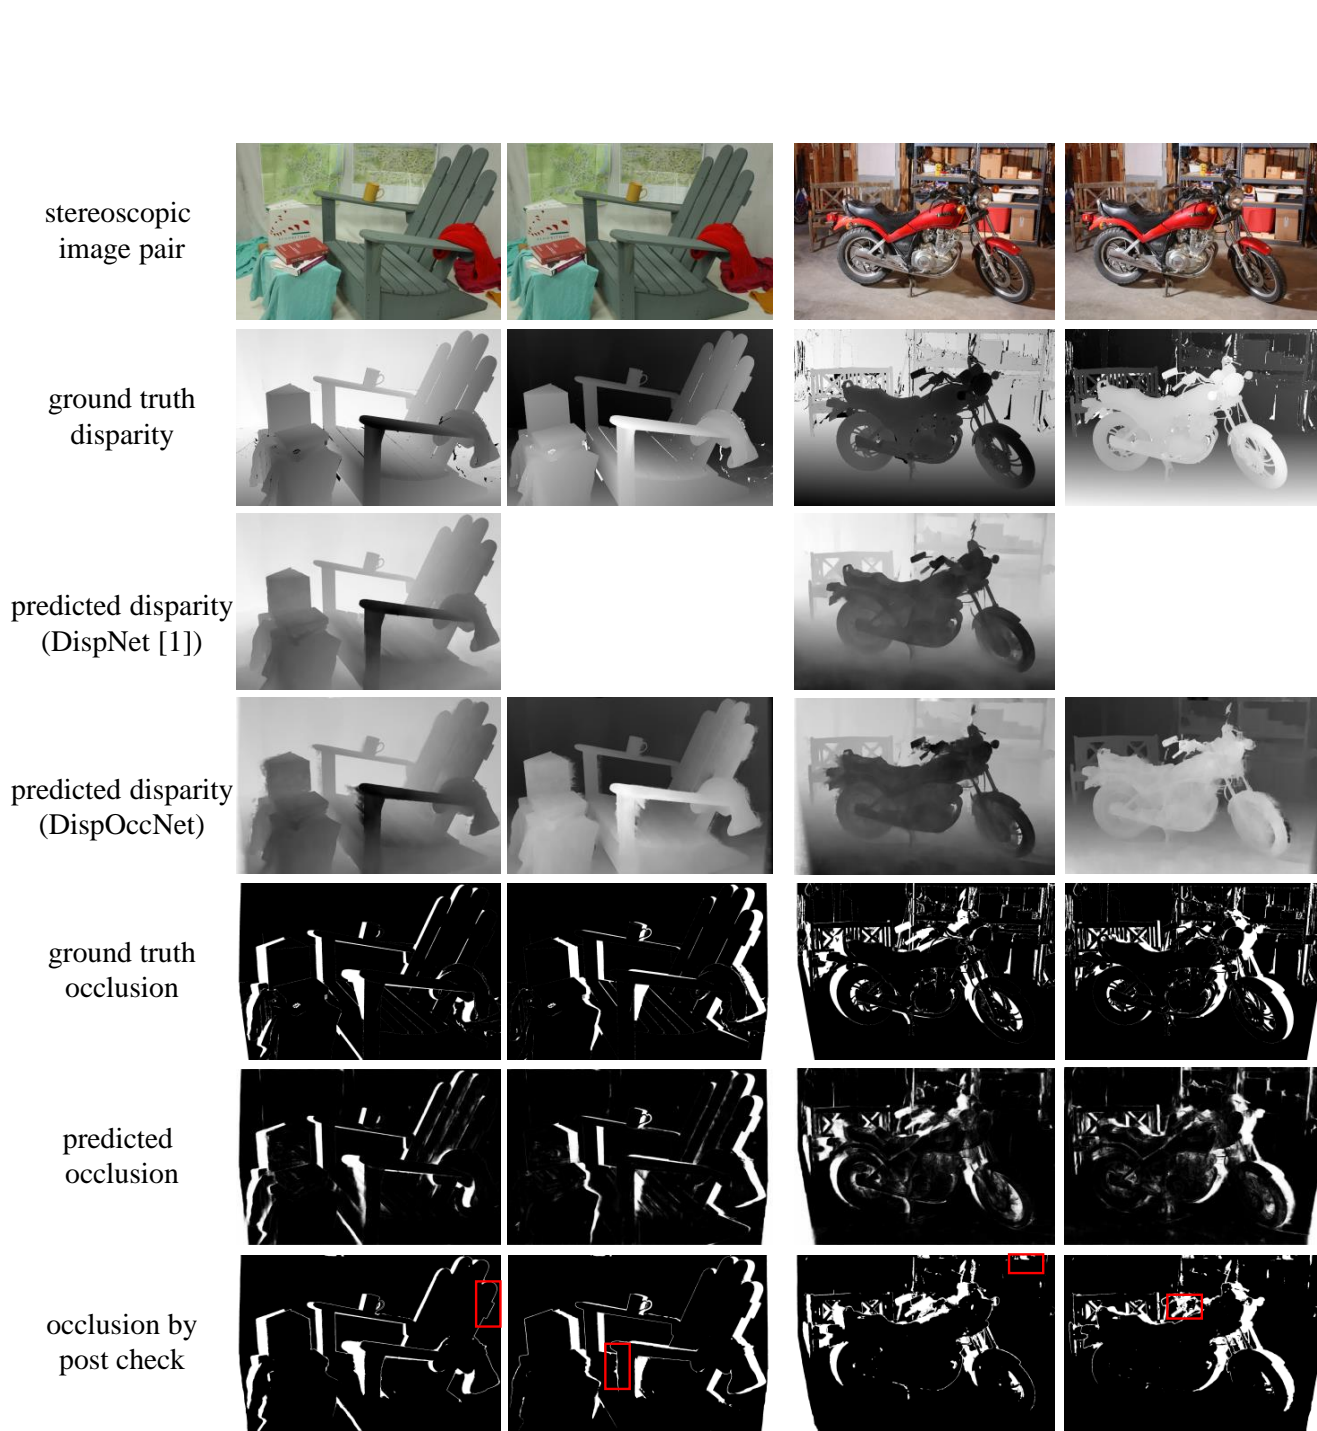 stereoscopic
image pair
ground truth
disparity
predicted disparity
(DispNet [1])
predicted disparity
(DispOccNet)
ground truth
occlusion
predicted
occlusion
occlusion by
post check